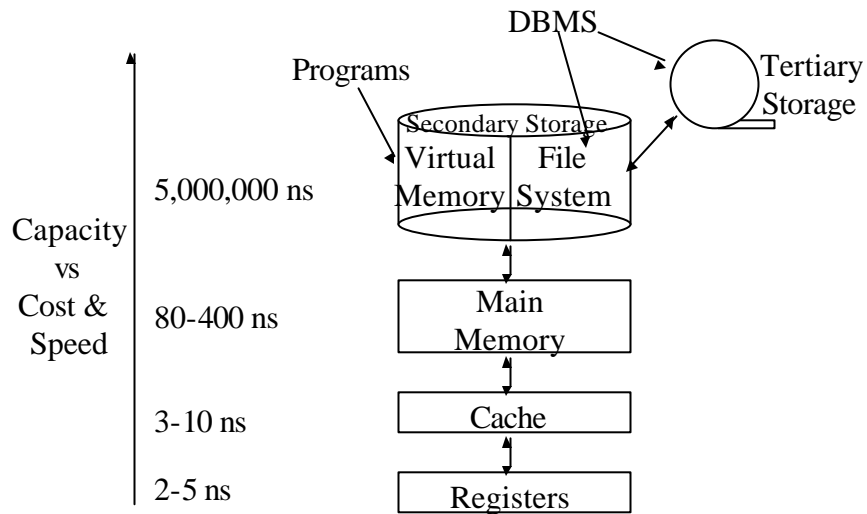 DBMS
Programs
Tertiary
Storage
Secondary Storage
Virtual
Memory
File
System
5,000,000 ns
Capacity
vs
Cost &
Speed
Main
Memory
80-400 ns
Cache
3-10 ns
Registers
2-5 ns